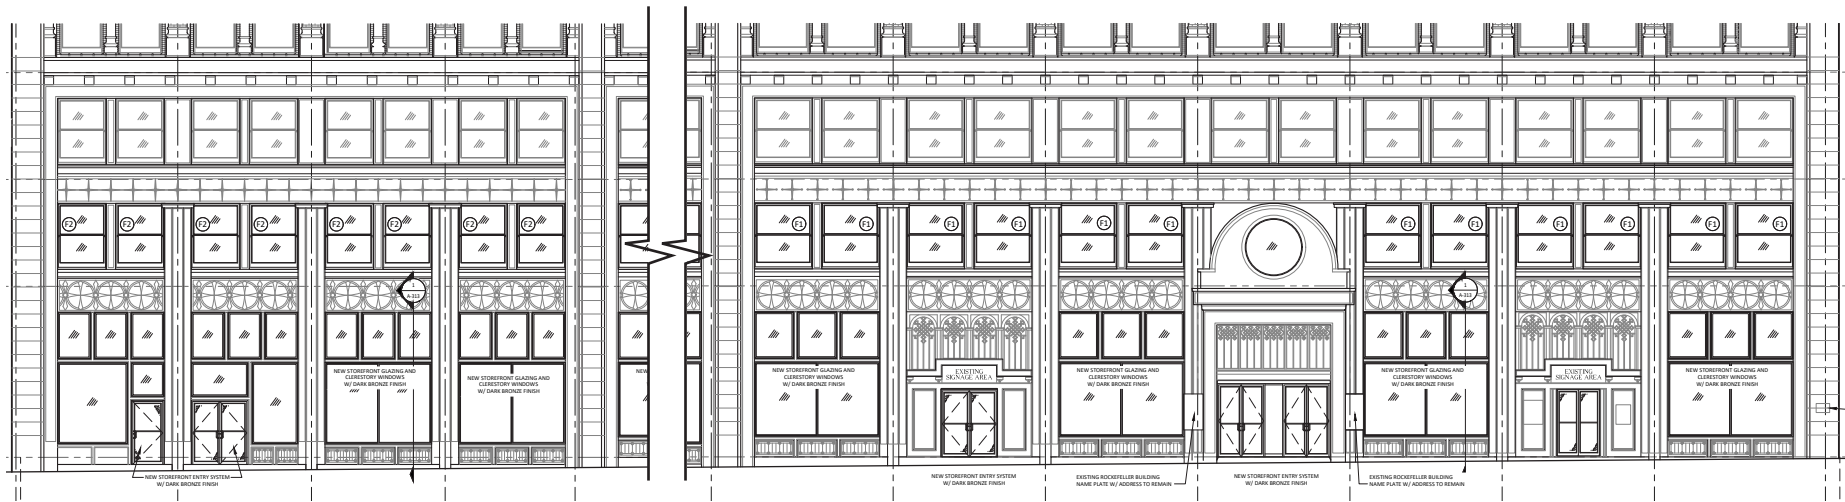 F2 F2 F2 F2 F2 F2 F2 F2
F1 F1 F1 F1 F1 F1 F1 F1 F1 F1 F1 F1
1
A-313
1
A-313
NEW STOREFRONT GLAZING AND
CLERESTORY WINDOWS
W/ DARK BRONZE FINISH
NEW STOREFRONT GLAZING AND
CLERESTORY WINDOWS
W/ DARK BRONZE FINISH
NEW
NEW STOREFRONT GLAZING AND
CLERESTORY WINDOWS
W/ DARK BRONZE FINISH
EXISTING
SIGNAGE AREA
NEW STOREFRONT GLAZING AND
CLERESTORY WINDOWS
W/ DARK BRONZE FINISH
NEW STOREFRONT GLAZING AND
CLERESTORY WINDOWS
W/ DARK BRONZE FINISH
EXISTING
SIGNAGE AREA
NEW STOREFRONT GLAZING AND
CLERESTORY WINDOWS
W/ DARK BRONZE FINISH
NEW STOREFRONT ENTRY SYSTEM
W/ DARK BRONZE FINISH
NEW STOREFRONT ENTRY SYSTEM
W/ DARK BRONZE FINISH
EXISTING ROCKEFELLER BUILDING
NAME PLATE W/ ADDRESS TO REMAIN
NEW STOREFRONT ENTRY SYSTEM
W/ DARK BRONZE FINISH
EXISTING ROCKEFELLER BUILDING
NAME PLATE W/ ADDRESS TO REMAIN